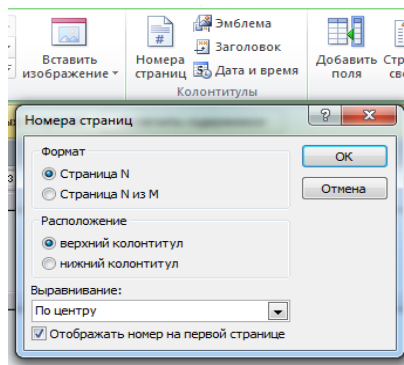 Вставить изображение
Номера страниц
Эмблема
Заголовок
Дата и время
Колонтитулы
Добавить поля
Номера страниц
Формат
Страница N
Страница N из M
Расположение
верхний колонтитул
нижний колонтитул
Выравнивание:
По центру
Отображать номер на первой странице
OK
Отмена